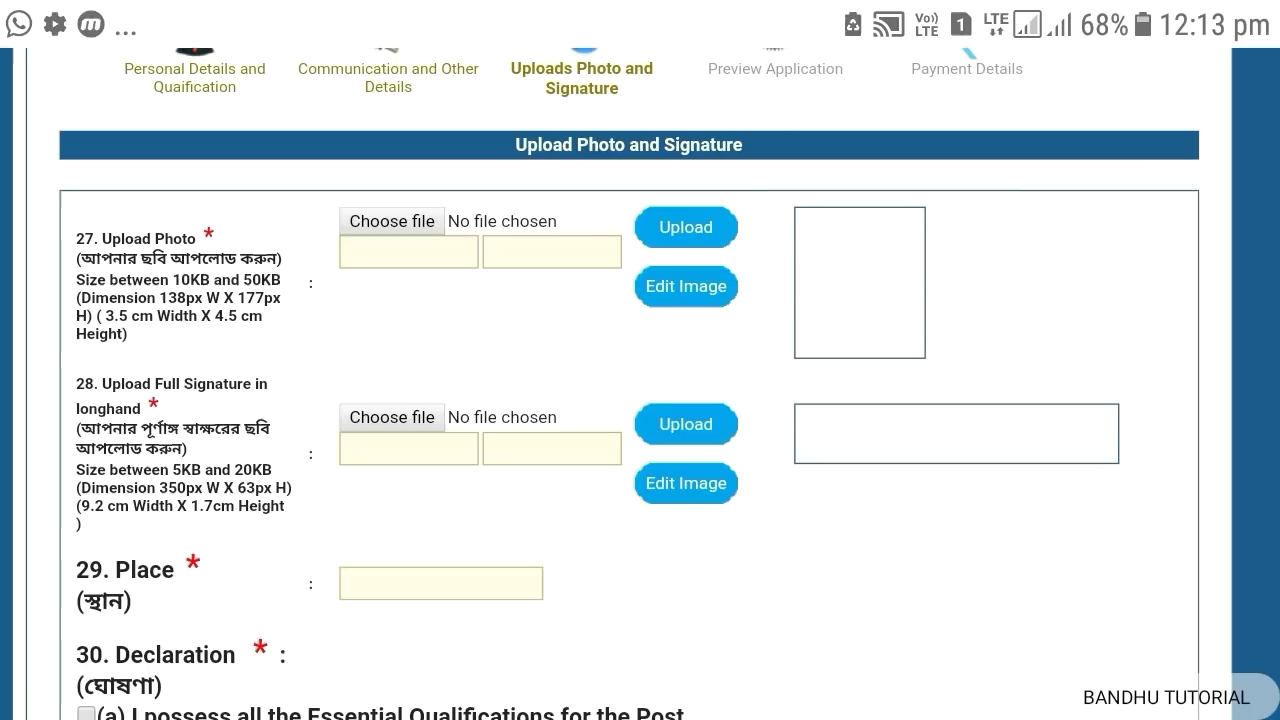 ... Vo) LTE 1 LTE 68% 12:13 pm
Personal Details and Quaification
Communication and Other Details
Uploads Photo and Signature
Preview Application
Payment Details
Upload Photo and Signature
27. Upload Photo *
(আপনার ছবি আপলোড করুন)
Size between 10KB and 50KB
(Dimension 138px W X 177px
H) ( 3.5 cm Width X 4.5 cm
Height)
:
Choose file No file chosen
Upload
Edit Image
28. Upload Full Signature in
longhand *
(আপনার পূর্ণাঙ্গ স্বাক্ষরের ছবি
আপলোড করুন)
Size between 5KB and 20KB
(Dimension 350px W X 63px H)
(9.2 cm Width X 1.7cm Height
)
:
Choose file No file chosen
Upload
Edit Image
29. Place *
(স্থান)
:
30. Declaration * :
(ঘোষণা)
(a) I possess all the Essential Qualifications for the Post
BANDHU TUTORIAL